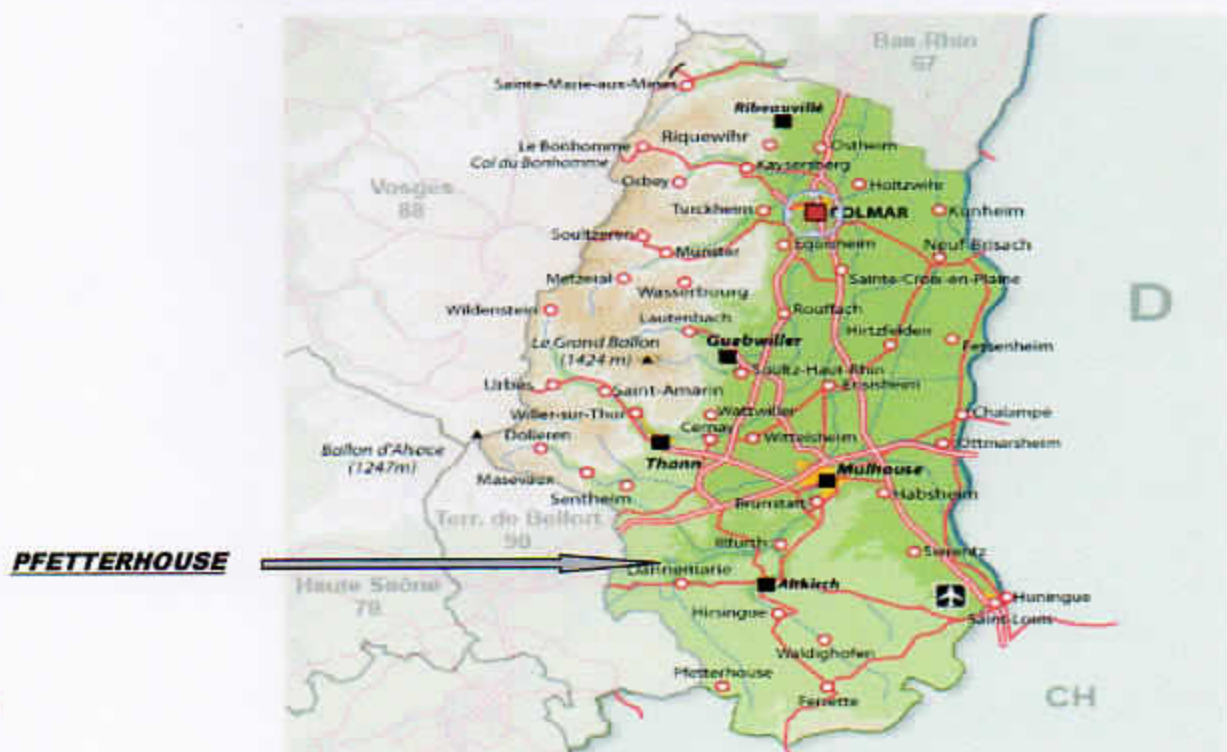 Bas Rhin
67
Sainte-Marie-aux-Mines
Ribeauvillé
Riquewihr
Ostheim
Le Bonhomme
Col du Bonhomme
Kaysersberg
Orbey
Holtzwihr
Vosges
88
Turckheim
COLMAR
Kunheim
Soultzeren
Munster
Eguisheim
Neuf-Brisach
Metzeral
Wasserbourg
Sainte-Croix-en-Plaine
D
Wildenstein
Lautenbach
Rouffach
Hirtzfelden
Le Grand Ballon
(1424 m)
Guebwiller
Fessenheim
Soultz-Haut-Rhin
Urbès
Saint-Amarin
Ensisheim
Willer-sur-Thur
Wattwiller
Chalampé
Cernay
Dolleren
Wittelsheim
Ottmarsheim
Ballon d'Alsace
(1247m)
Thann
Mulhouse
Masevaux
Sentheim
Habsheim
Brunstatt
Terr. de Belfort
90
Illfurth
Sierentz
PFETTERHOUSE
Dannemarie
Altkirch
Haute Saône
70
Huningue
Hirsingue
Saint-Louis
Waldighofen
Pfetterhouse
Ferrette
CH